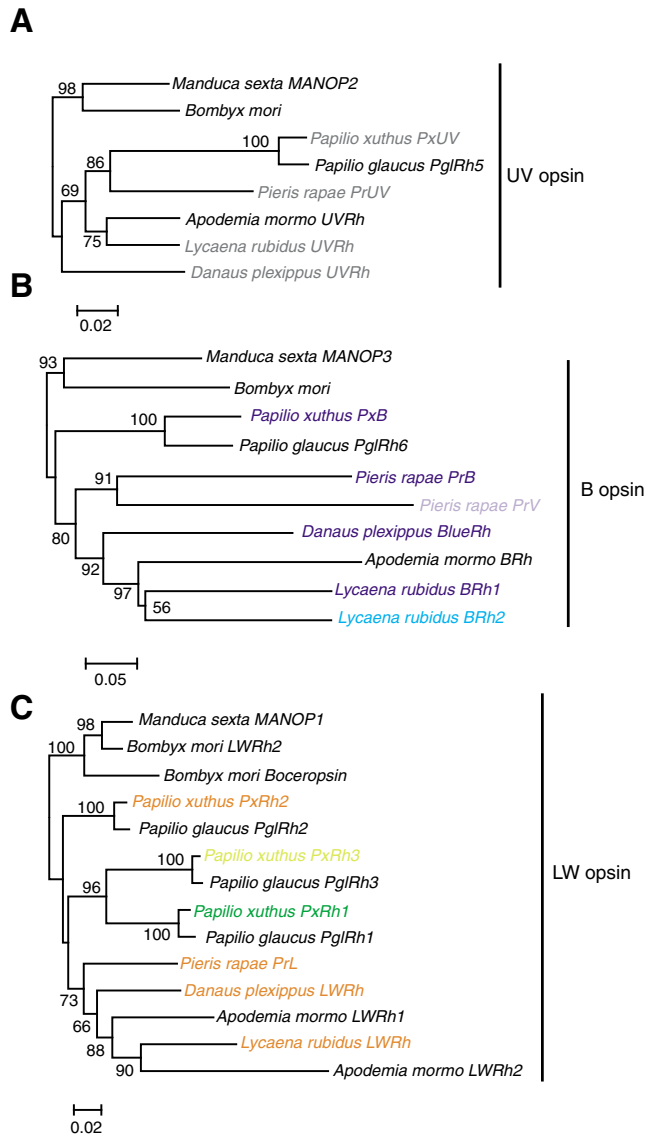 A
98
Manduca sexta MANOP2
Bombyx mori
100
Papilio xuthus PxUV
86
Papilio glaucus PglRh5
69
Pieris rapae PrUV
Apodemia mormo UVRh
75
Lycaena rubidus UVRh
Danaus plexippus UVRh
UV opsin
0.02
B
93
Manduca sexta MANOP3
Bombyx mori
100
Papilio xuthus PxB
Papilio glaucus PglRh6
91
Pieris rapae PrB
Pieris rapae PrV
80
Danaus plexippus BlueRh
92
Apodemia mormo BRh
97
Lycaena rubidus BRh1
56
Lycaena rubidus BRh2
B opsin
0.05
C
98
Manduca sexta MANOP1
100
Bombyx mori LWRh2
Bombyx mori Boceropsin
100
Papilio xuthus PxRh2
Papilio glaucus PglRh2
100
Papilio xuthus PxRh3
96
Papilio glaucus PglRh3
Papilio xuthus PxRh1
100
Papilio glaucus PglRh1
Pieris rapae PrL
73
Danaus plexippus LWRh
66
Apodemia mormo LWRh1
88
Lycaena rubidus LWRh
90
Apodemia mormo LWRh2
LW opsin
0.02